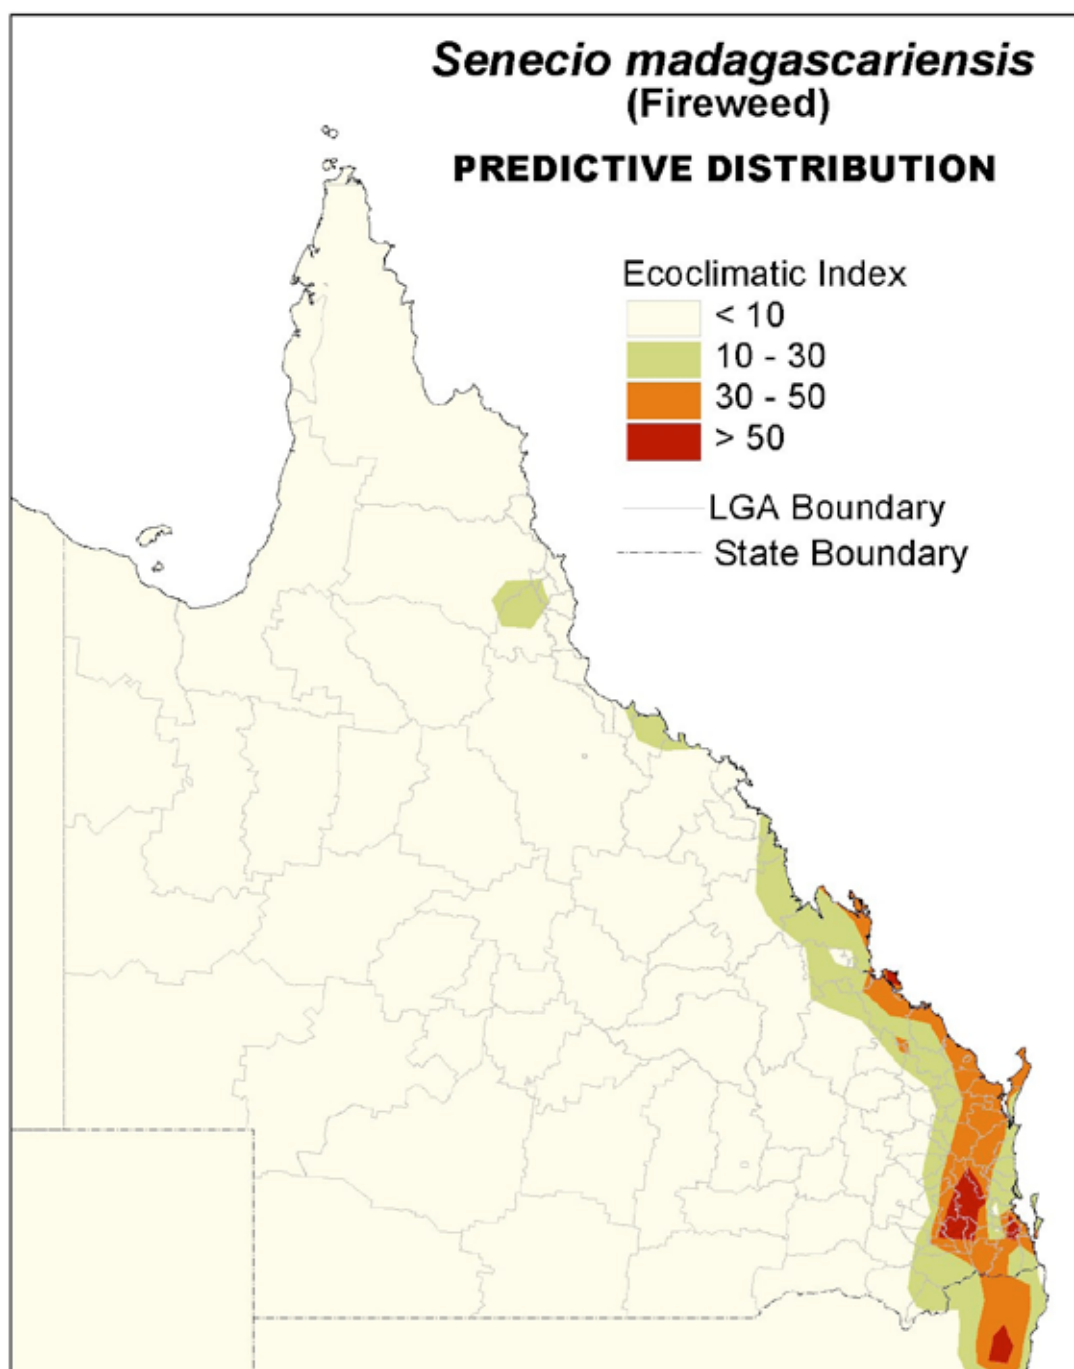 Senecio madagascariensis
(Fireweed)
PREDICTIVE DISTRIBUTION
Ecoclimatic Index
< 10
10 - 30
30 - 50
> 50
LGA Boundary
State Boundary